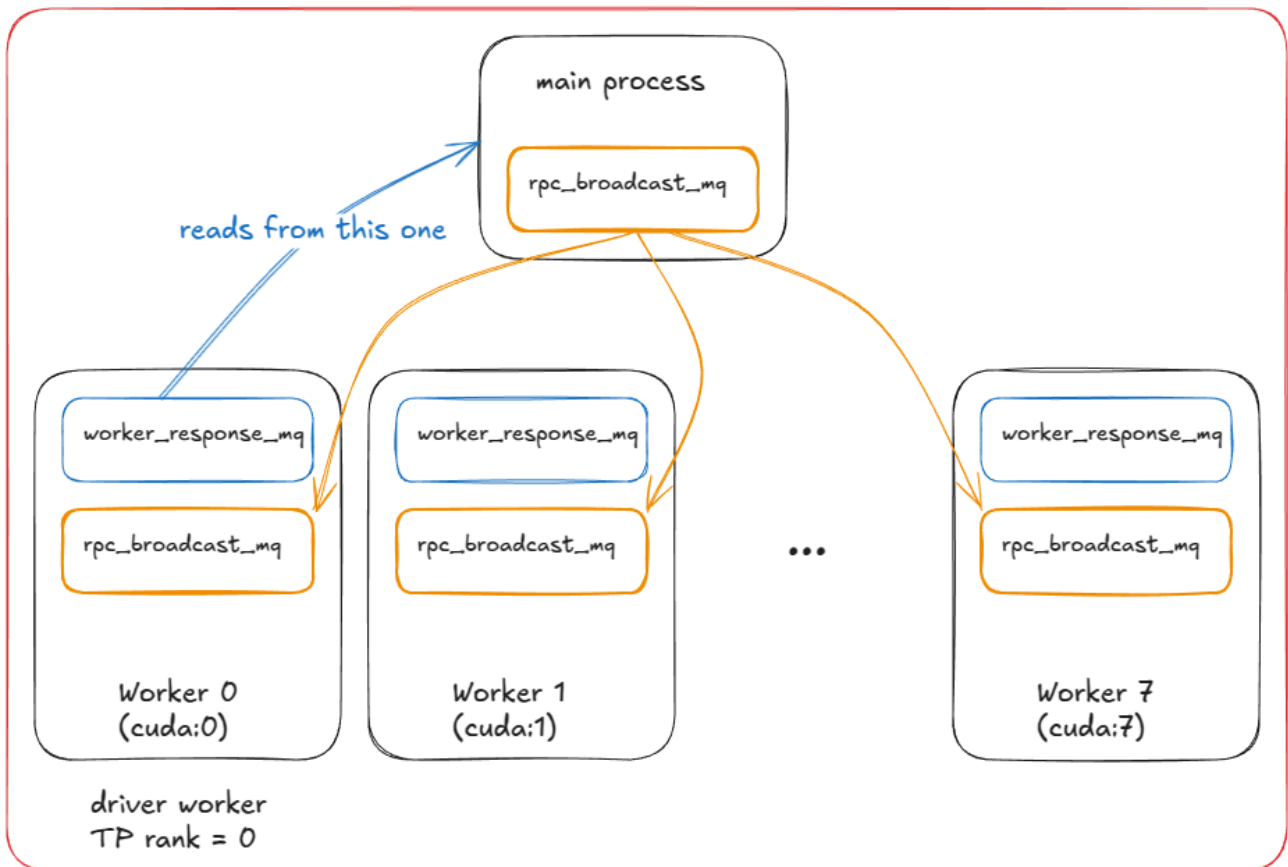 main process
rpc_broadcast_mq
reads from this one
worker_response_mq
rpc_broadcast_mq
Worker 0
(cuda:0)
driver worker
TP rank = 0
worker_response_mq
rpc_broadcast_mq
Worker 1
(cuda:1)
...
worker_response_mq
rpc_broadcast_mq
Worker 7
(cuda:7)